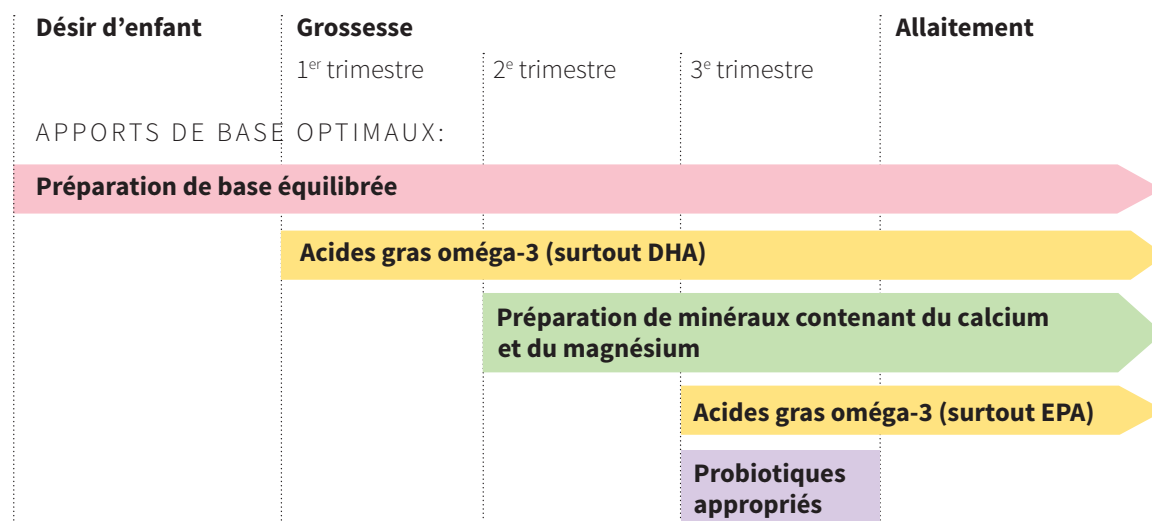 Désir d’enfant
Grossesse
Allaitement
1er trimestre
2e trimestre
3e trimestre
APPORTS DE BASE OPTIMAUX:
Préparation de base équilibrée
Acides gras oméga-3 (surtout DHA)
Préparation de minéraux contenant du calcium
et du magnésium
Acides gras oméga-3 (surtout EPA)
Probiotiques
appropriés